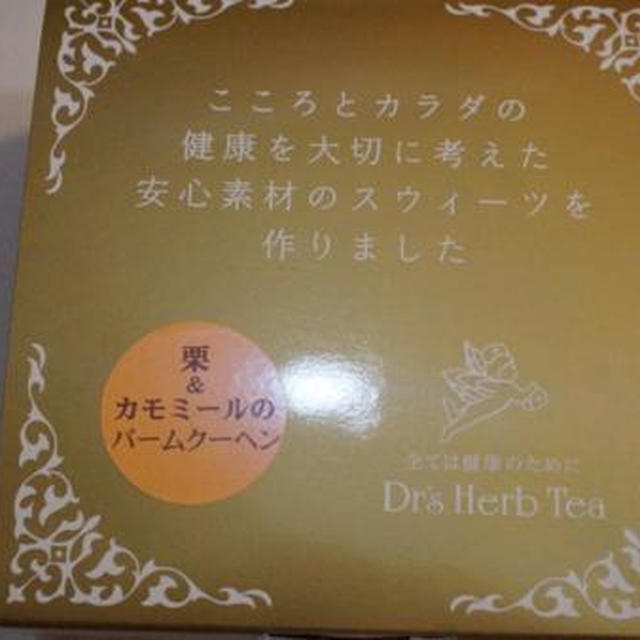 こころとカラダの
健康を大切に考えた
安心素材のスウィーツを
作りました
栗
&
カモミールの
バームクーヘン
全ては健康のために
Dr's Herb Tea